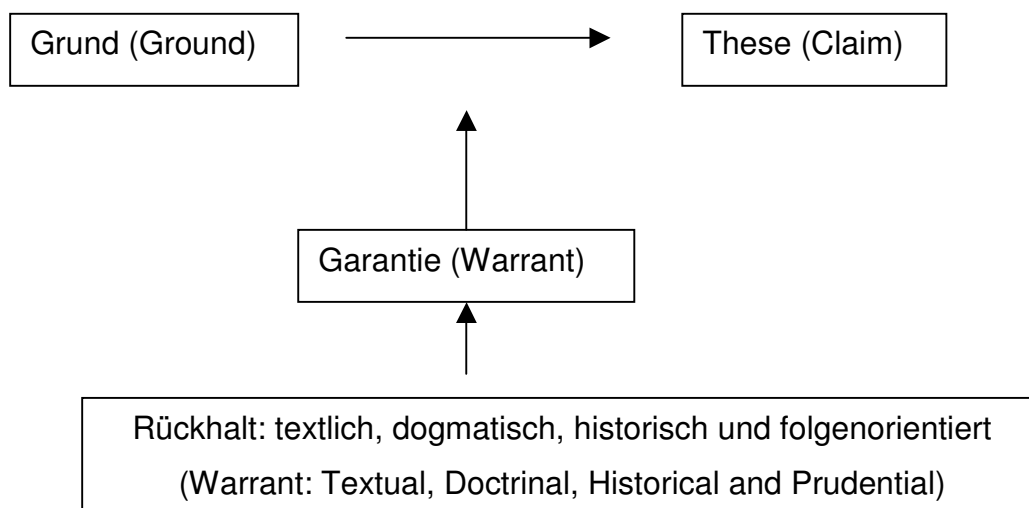 Grund (Ground)
These (Claim)
Garantie (Warrant)
Rückhalt: textlich, dogmatisch, historisch und folgenorientiert
(Warrant: Textual, Doctrinal, Historical and Prudential)